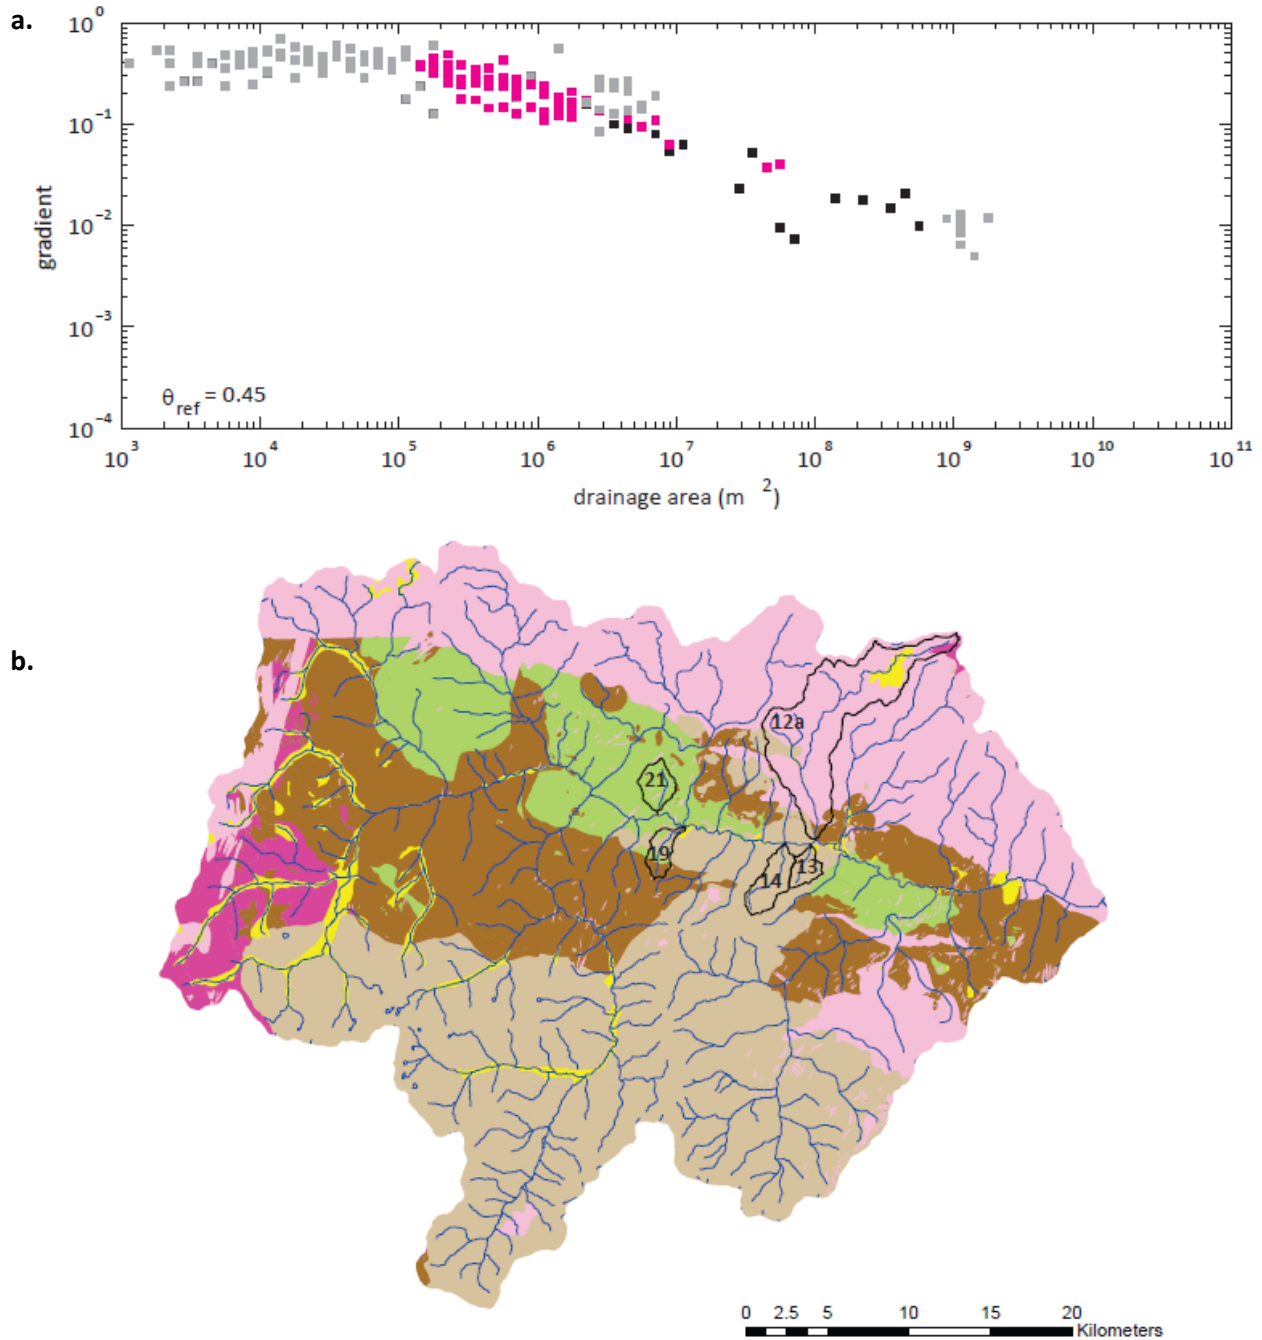 a.
10 0
10 -1
10 -2
10 -3
10 -4
gradient
θ ref = 0.45
10 3 10 4 10 5 10 6 10 7 10 8 10 9 10 10 10 11
drainage area (m 2)
b.
12a
21
19
13
14
0 2.5 5 10 15 20
Kilometers